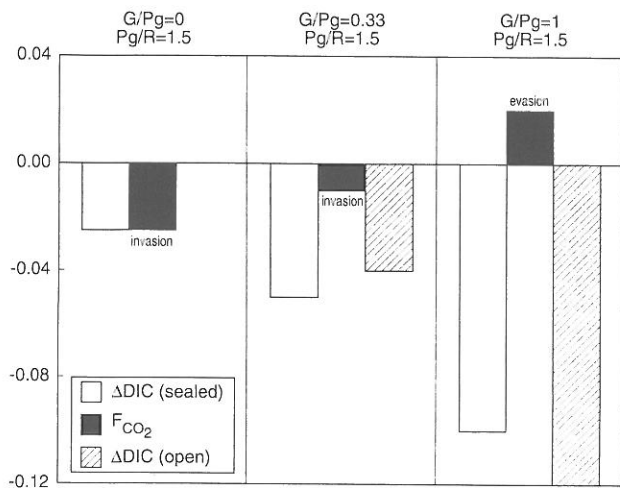 G/Pg=0
Pg/R=1.5
G/Pg=0.33
Pg/R=1.5
G/Pg=1
Pg/R=1.5
0.04
0.00
-0.04
-0.08
-0.12
invasion
invasion
evasion
ΔDIC (sealed)
FCO2
ΔDIC (open)